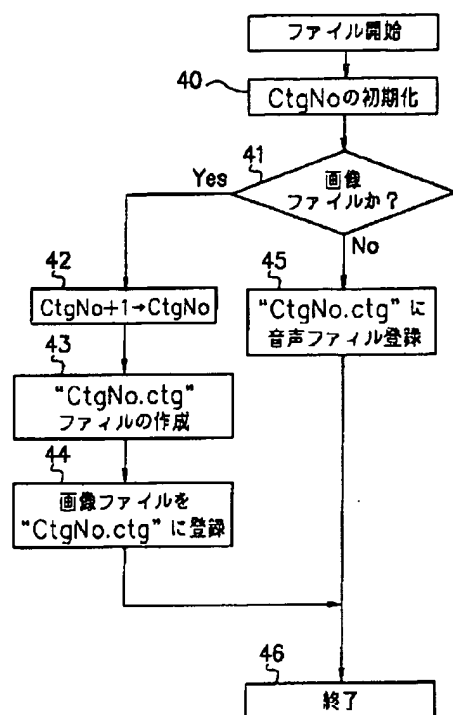 ファイル開始
40
CtgNoの初期化
41
画像
ファイルか?
Yes
No
42
CtgNo+1→CtgNo
45
"CtgNo.ctg"に
音声ファィル登録
43
"CtgNo.ctg"
ファィルの作成
44
画像ファイルを
"CtgNo.ctg"に登録
46
終了